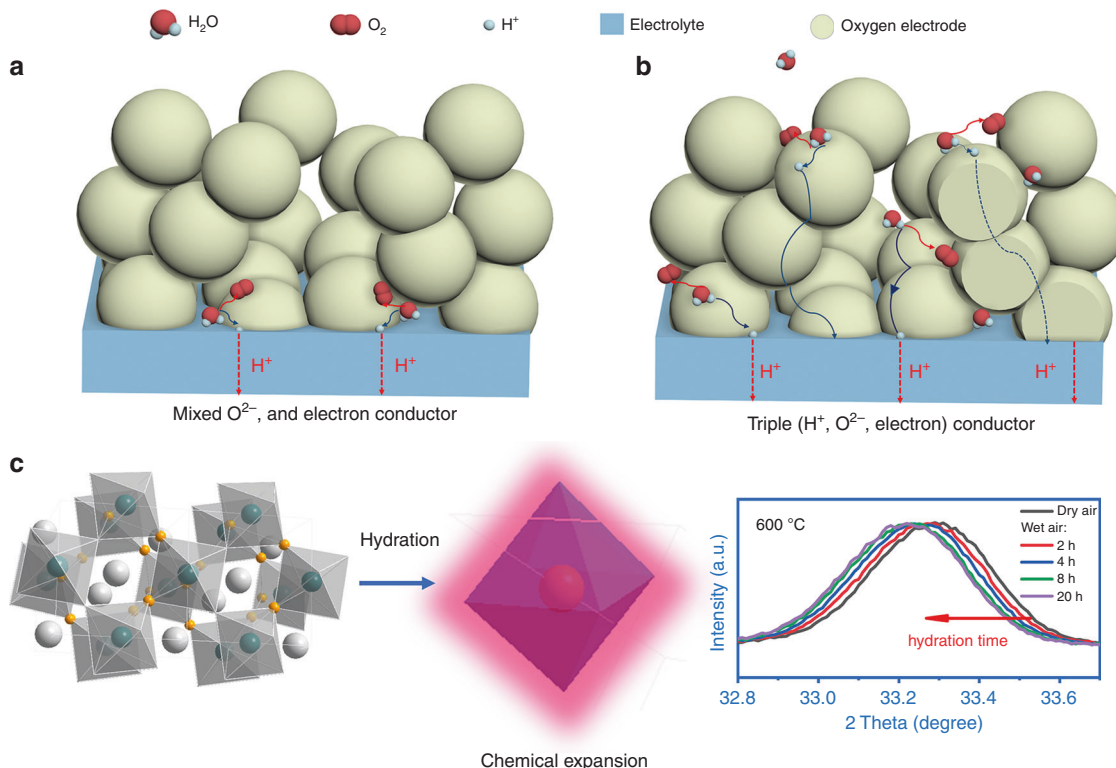 H₂O
O₂
H⁺
Electrolyte
Oxygen electrode
a
b
H⁺
H⁺
H⁺
H⁺
H⁺
Mixed O²⁻, and electron conductor
Triple (H⁺, O²⁻, electron) conductor
c
Hydration
Chemical expansion
600 °C
Dry air
Wet air:
2 h
4 h
8 h
20 h
hydration time
Intensity (a.u.)
32.8 33.0 33.2 33.4 33.6
2 Theta (degree)